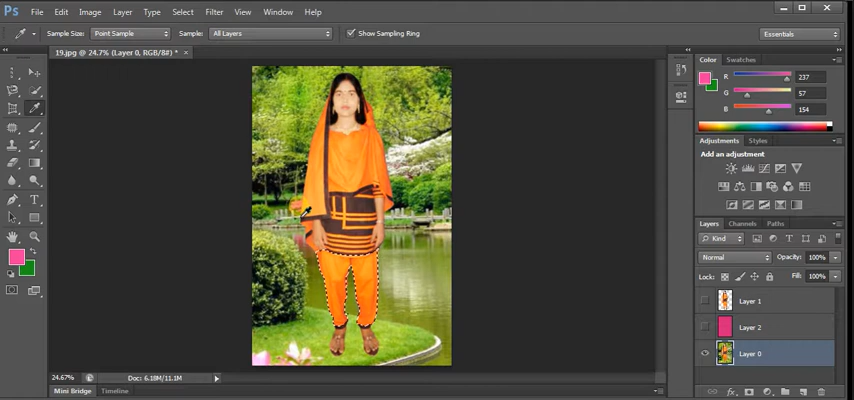 Ps File Edit Image Layer Type Select Filter View Window Help
Sample Size: Point Sample Sample: All Layers Show Sampling Ring Essentials
19.jpg @ 24.7% (Layer 0, RGB/8#) * ×
Color Swatches
R 237
G 57
B 154
Adjustments Styles
Add an adjustment
Layers Channels Paths
Kind
Normal Opacity: 100%
Lock: Fill: 100%
Layer 1
Layer 2
Layer 0
24.67% Doc: 6.18M/11.1M
Mini Bridge Timeline
fx